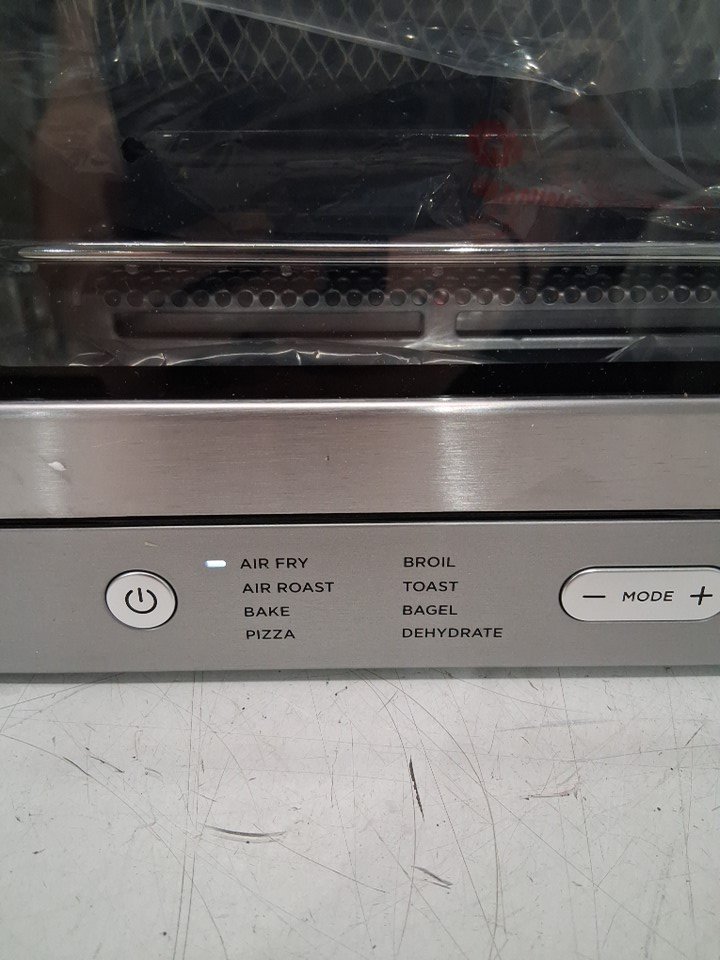 AIR FRY
AIR ROAST
BAKE
PIZZA
BROIL
TOAST
BAGEL
DEHYDRATE
− MODE +